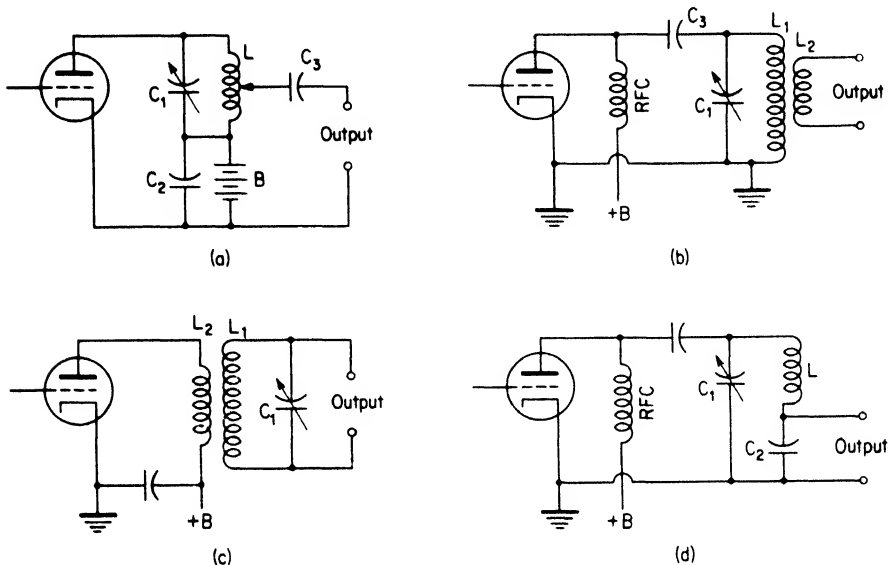 L
C3
C1
Output
C2
B
(a)
C3
L1
L2
RFC
C1
Output
+B
(b)
L2
L1
C1
Output
+B
(c)
RFC
C1
L
C2
Output
+B
(d)